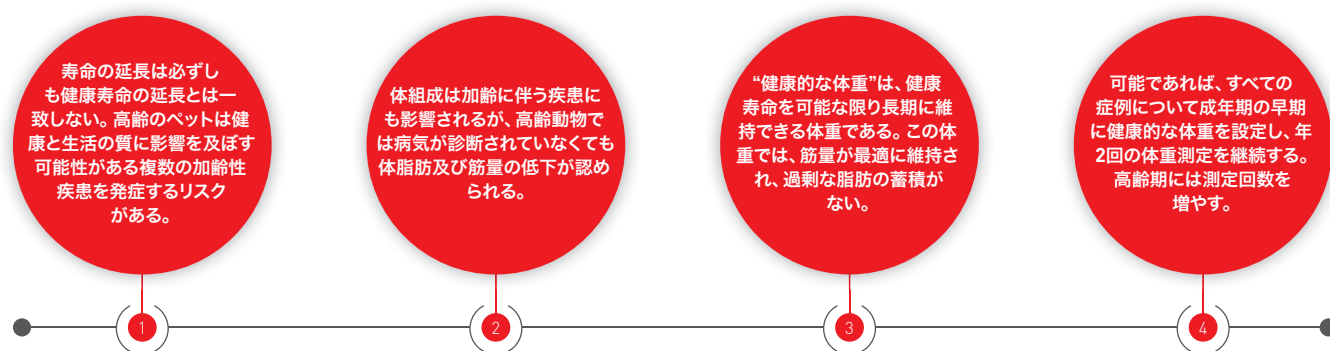 寿命の延長は必ずし
も健康寿命の延長とは一
致しない。高齢のペットは健
康と生活の質に影響を及ぼす
可能性がある複数の加齢性
疾患を発症するリスク
がある。
1
体組成は加齢に伴う疾患に
も影響されるが、高齢動物で
は病気が診断されていなくても
体脂肪及び筋量の低下が認め
られる。
2
“健康的な体重”は、健康
寿命を可能な限り長期に維
持できる体重である。この体
重では、筋量が最適に維持さ
れ、過剰な脂肪の蓄積が
ない。
3
可能であれば、すべての
症例について成年期の早期
に健康的な体重を設定し、年
2回の体重測定を継続する。
高齢期には測定回数を
増やす。
4